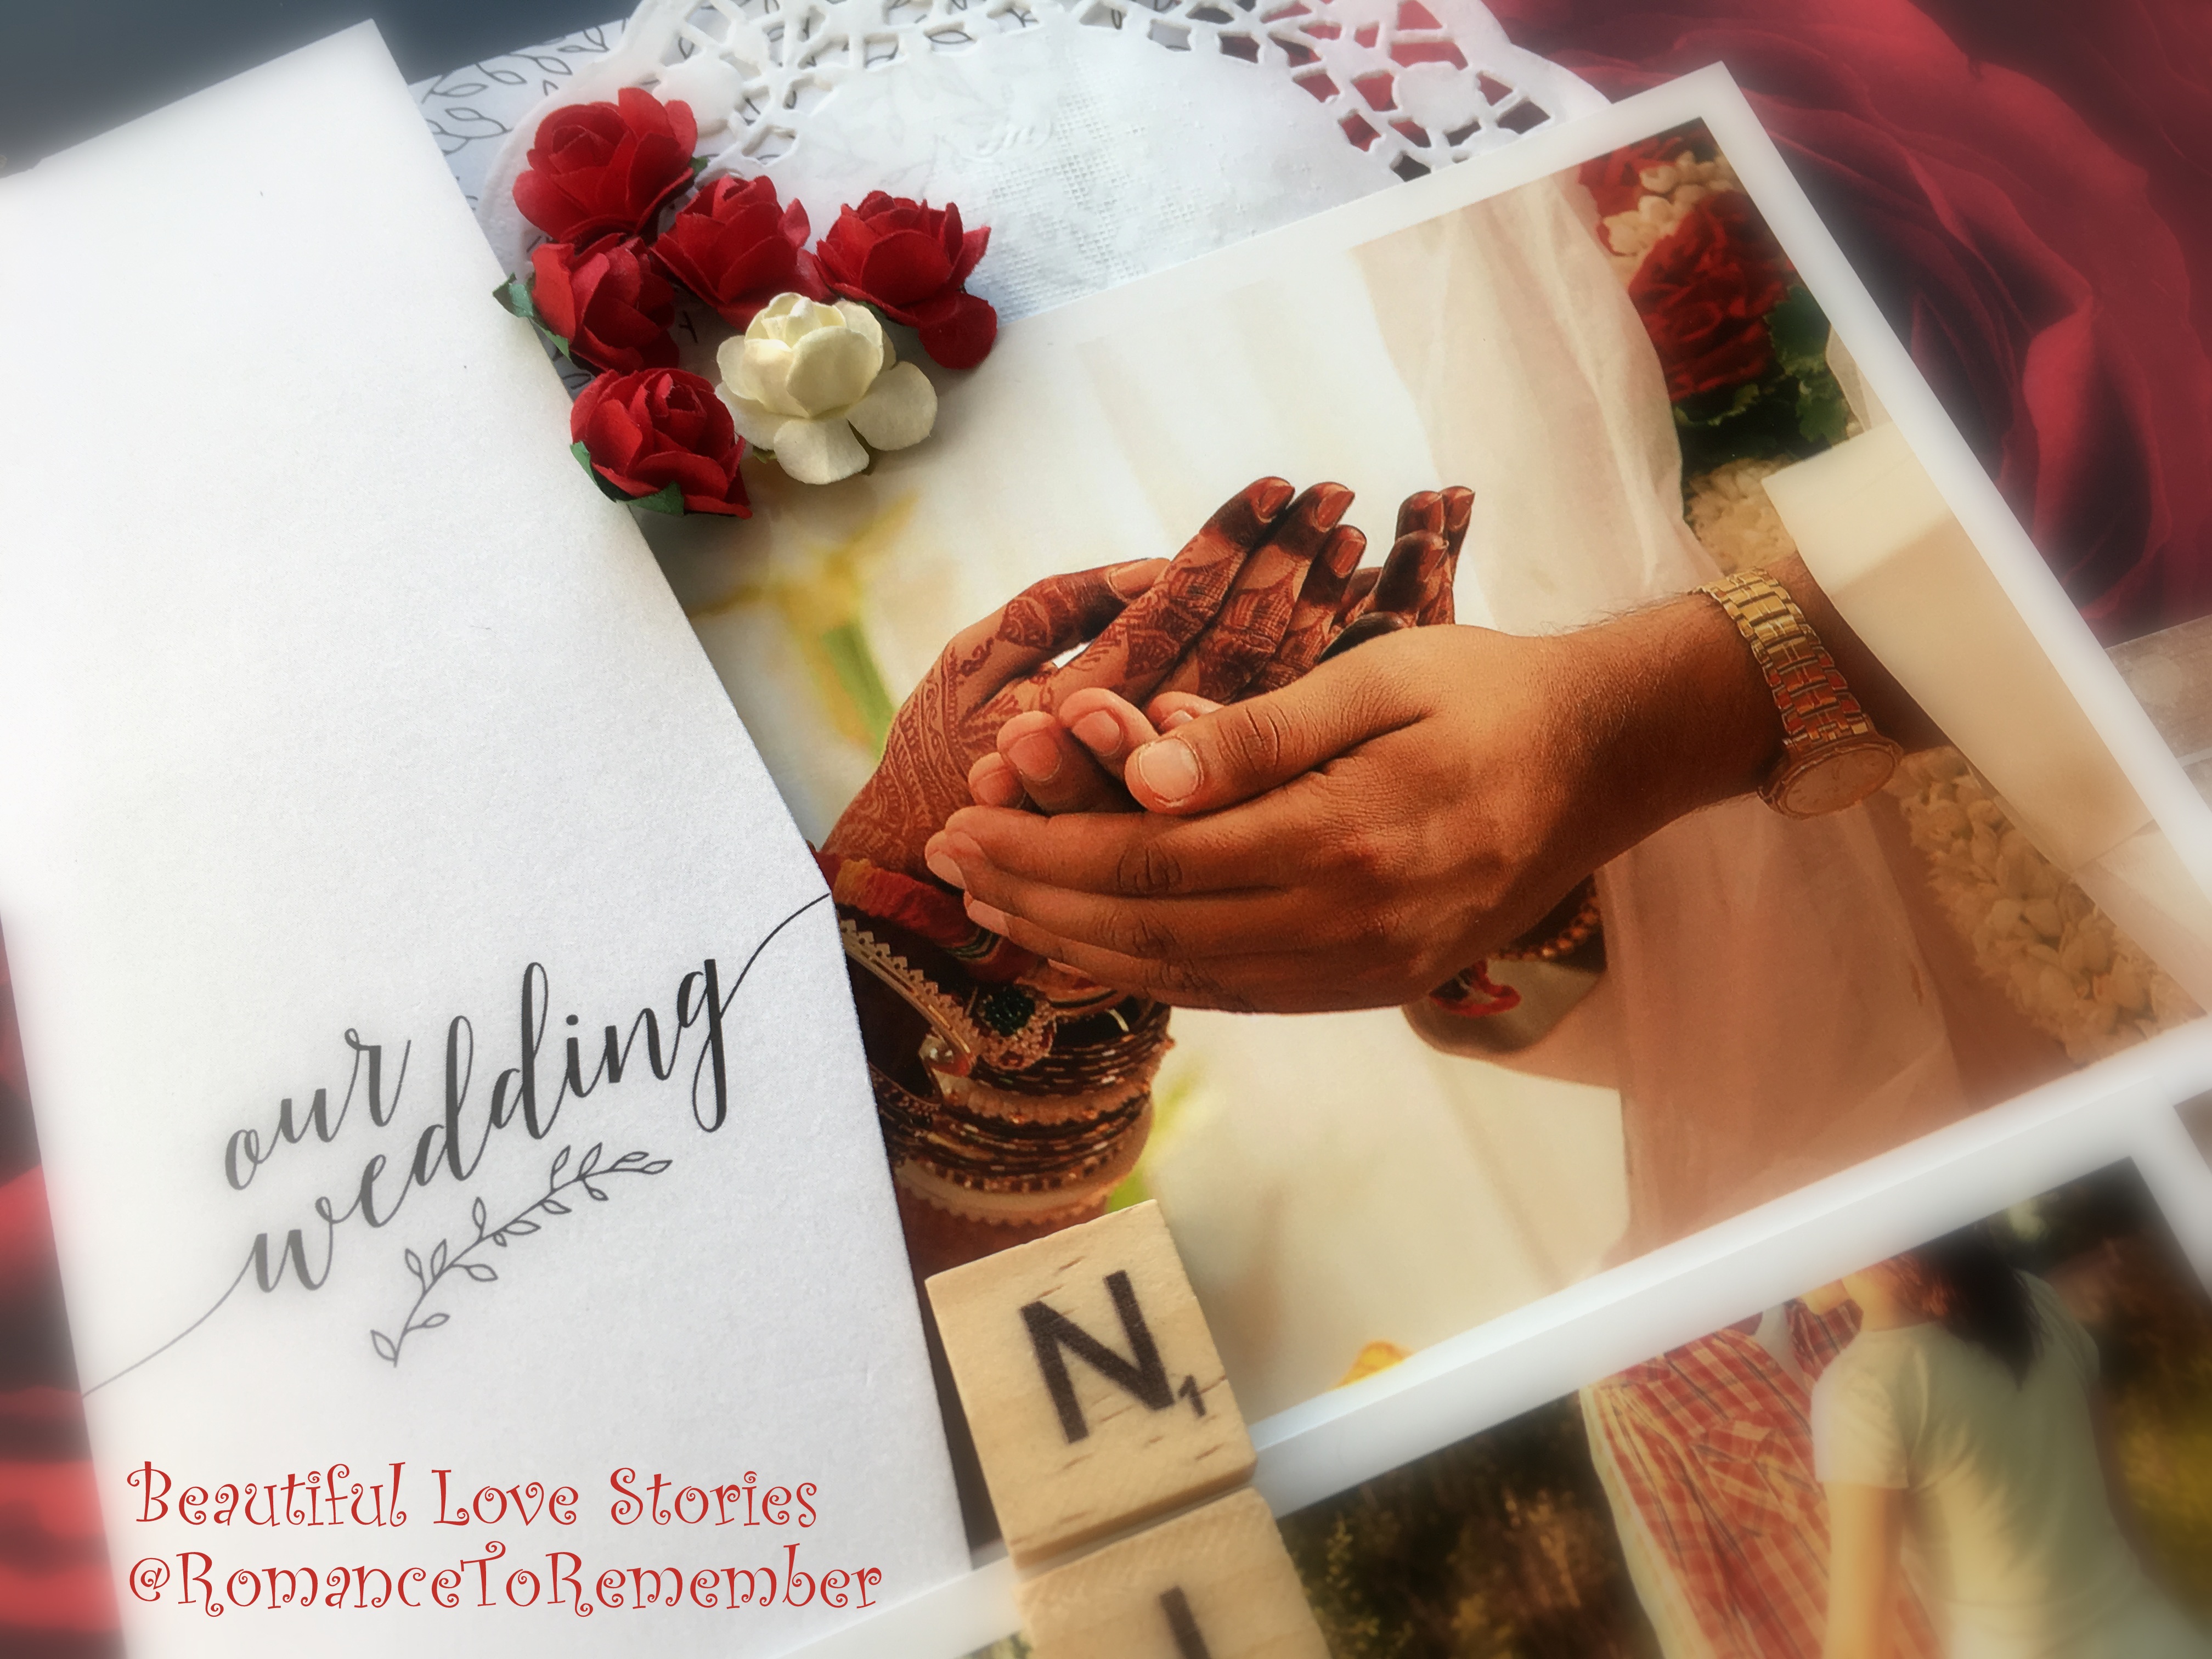 our
wedding
N1
I
Beautiful Love Stories
@RomanceToRemember